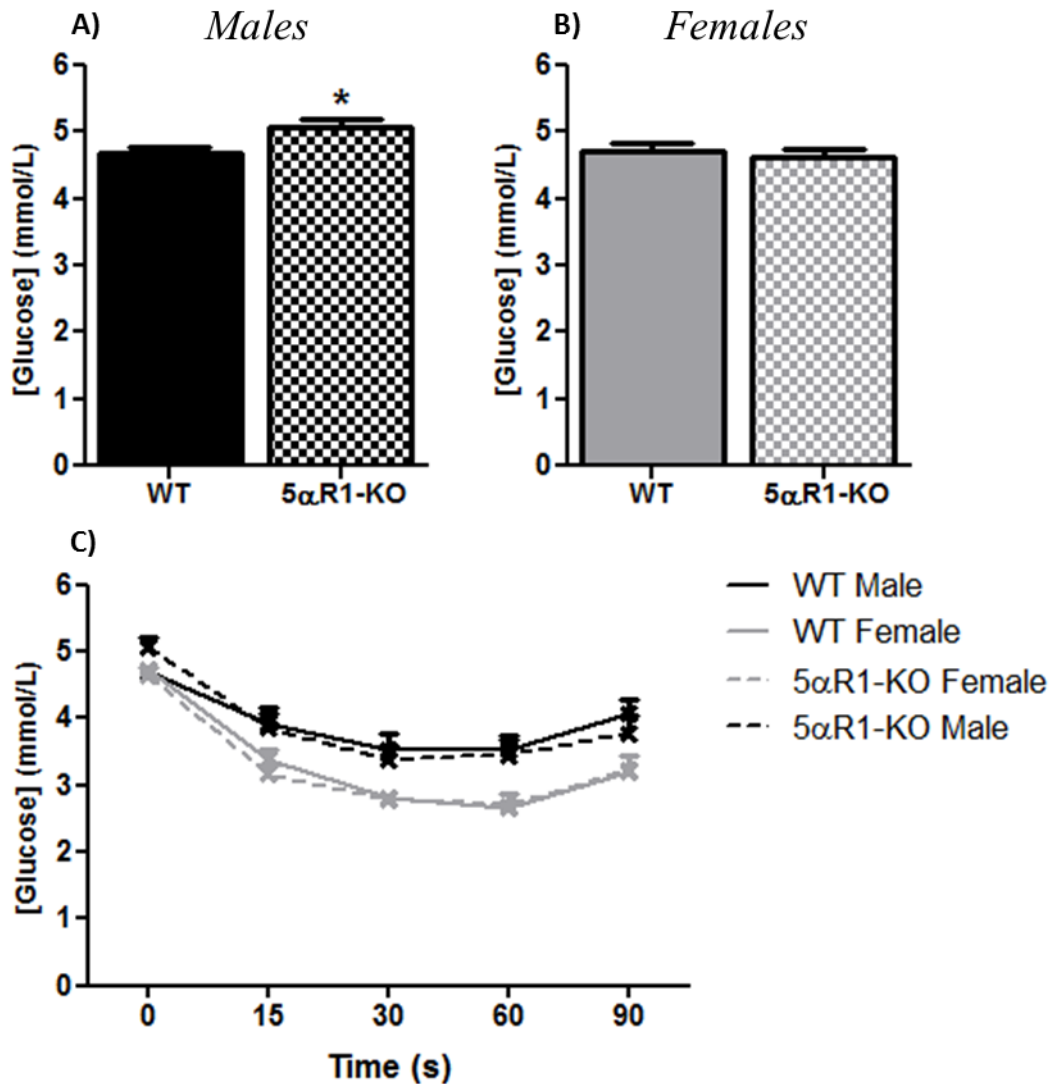 A) Males
[Glucose] (mmol/L)
6
5
4
3
2
1
0
*
WT 5αR1-KO
B) Females
[Glucose] (mmol/L)
6
5
4
3
2
1
0
WT 5αR1-KO
C)
[Glucose] (mmol/L)
6
5
4
3
2
1
0
0 15 30 60 90
Time (s)
WT Male
WT Female
5αR1-KO Female
5αR1-KO Male